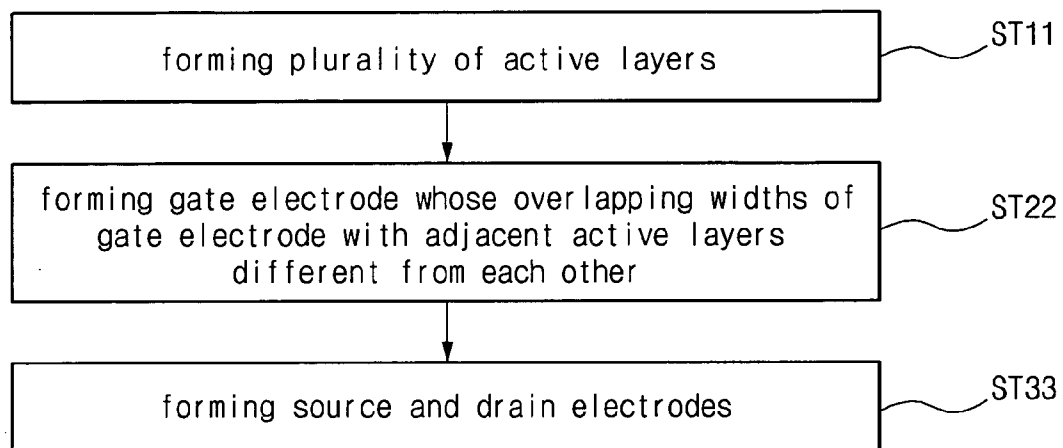 forming plurality of active layers
ST11
forming gate electrode whose overlapping widths of
gate electrode with adjacent active layers
different from each other
ST22
forming source and drain electrodes
ST33